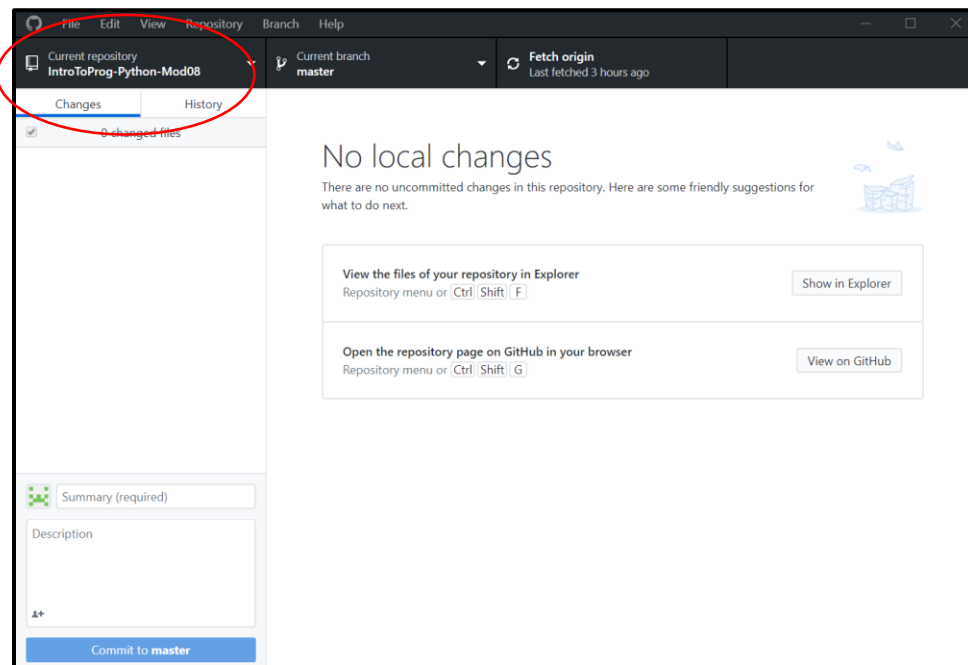 File Edit View Repository Branch Help
Current repository
IntroToProg-Python-Mod08
Current branch
master
Fetch origin
Last fetched 3 hours ago
Changes History
0 changed files
No local changes
There are no uncommitted changes in this repository. Here are some friendly suggestions for
what to do next.
View the files of your repository in Explorer
Repository menu or Ctrl Shift F
Show in Explorer
Open the repository page on GitHub in your browser
Repository menu or Ctrl Shift G
View on GitHub
Summary (required)
Description
Commit to master